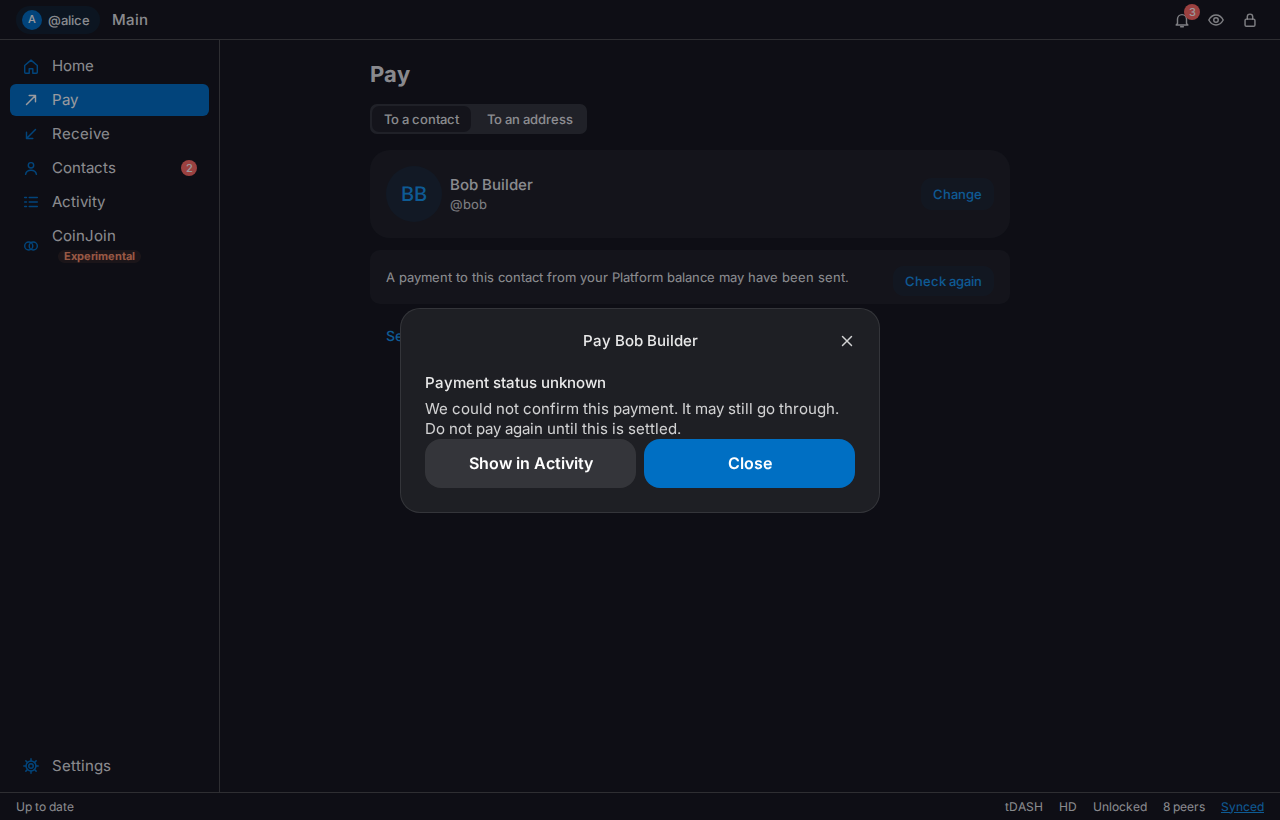 A @alice Main 3
Home
Pay
Receive
Contacts 2
Activity
CoinJoin
Experimental
Settings
Pay
To a contact To an address
BB Bob Builder
@bob
Change
A payment to this contact from your Platform balance may have been sent.
Check again
Se
Pay Bob Builder
Payment status unknown
We could not confirm this payment. It may still go through.
Do not pay again until this is settled.
Show in Activity Close
Up to date tDASH HD Unlocked 8 peers Synced